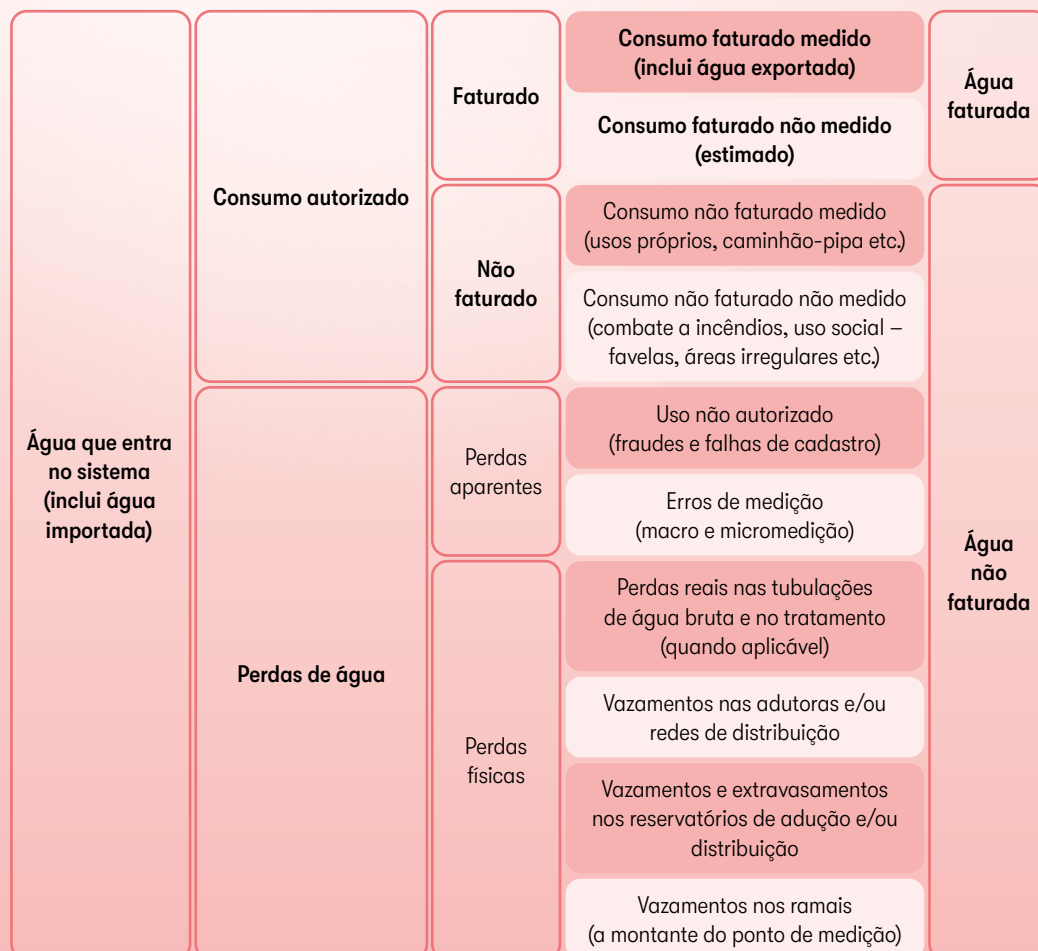 Água que entra
no sistema
(inclui água
importada)
Consumo autorizado
Perdas de água
Faturado
Não
faturado
Perdas
aparentes
Perdas
físicas
Consumo faturado medido
(inclui água exportada)
Consumo faturado não medido
(estimado)
Consumo não faturado medido
(usos próprios, caminhão-pipa etc.)
Consumo não faturado não medido
(combate a incêndios, uso social –
favelas, áreas irregulares etc.)
Uso não autorizado
(fraudes e falhas de cadastro)
Erros de medição
(macro e micromedição)
Perdas reais nas tubulações
de água bruta e no tratamento
(quando aplicável)
Vazamentos nas adutoras e/ou
redes de distribuição
Vazamentos e extravasamentos
nos reservatórios de adução e/ou
distribuição
Vazamentos nos ramais
(a montante do ponto de medição)
Água
faturada
Água
não
faturada